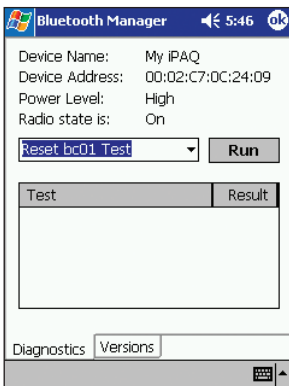 Bluetooth Manager 5:46 ok
Device Name: My iPAQ
Device Address: 00:02:C7:0C:24:09
Power Level: High
Radio state is: On
Reset bc01 Test Run
Test Result
Diagnostics Versions